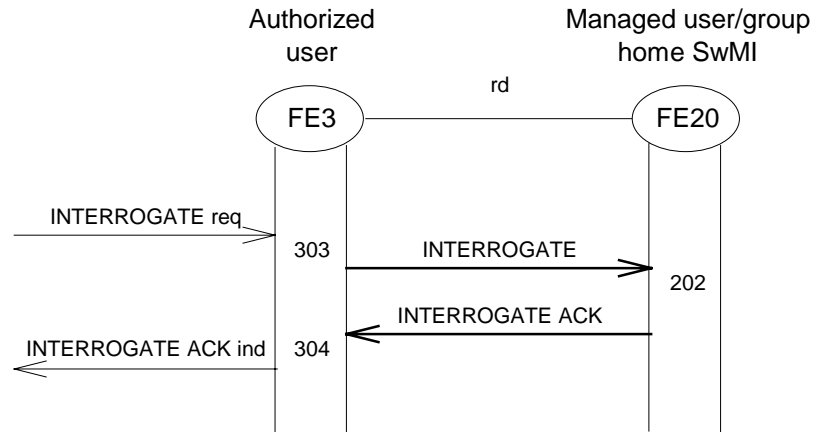 Authorized
user
Managed user/group
home SwMI
rd
FE3
FE20
INTERROGATE req
303
INTERROGATE
202
INTERROGATE ACK
INTERROGATE ACK ind
304